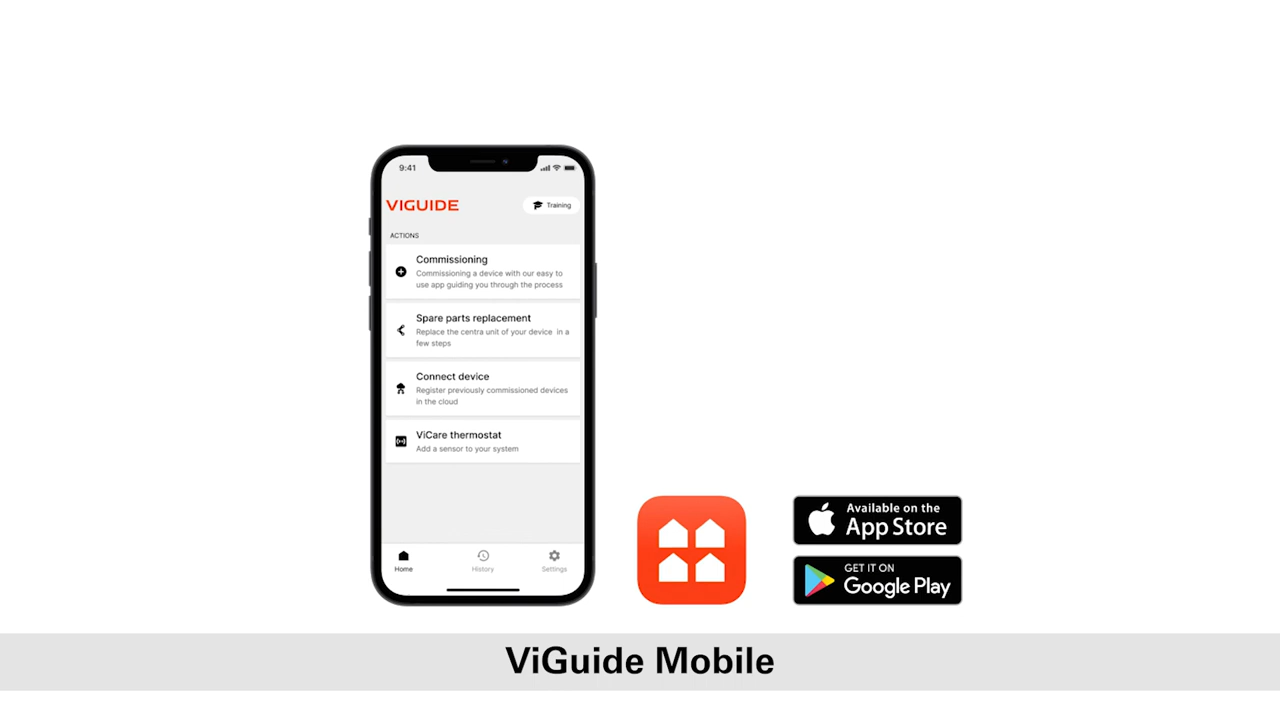 9:41
VIGUIDE
Training
ACTIONS
Commissioning
Commissioning a device with our easy to
use app guiding you through the process
Spare parts replacement
Replace the centra unit of your device in a
few steps
Connect device
Register previously commissioned devices
in the cloud
ViCare thermostat
Add a sensor to your system
Home
History
Settings
Available on the
App Store
GET IT ON
Google Play
ViGuide Mobile